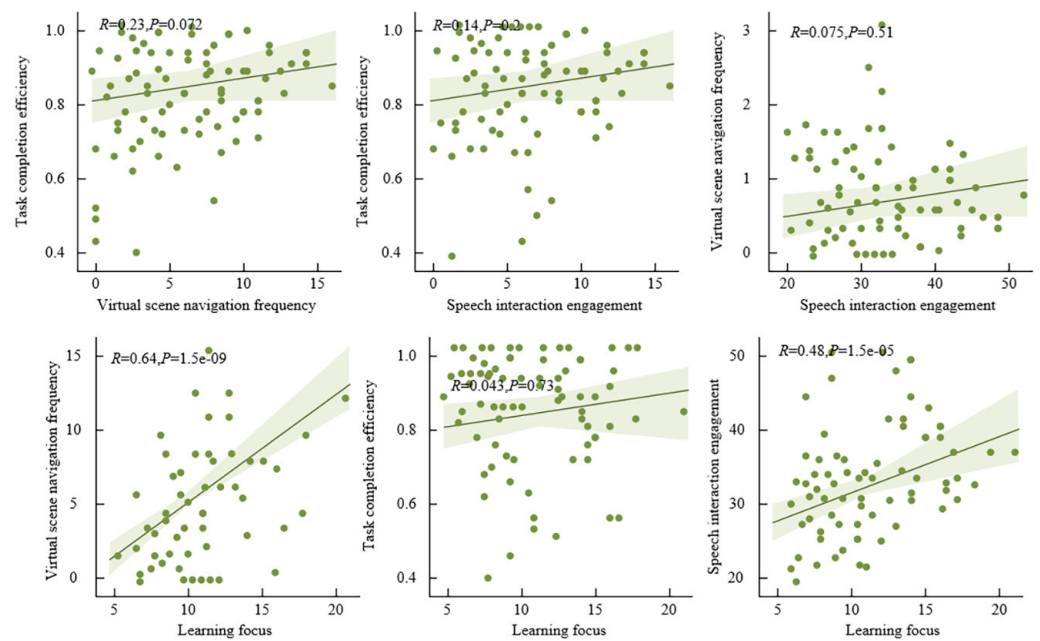 R=0.23,P=0.072
Task completion efficiency
1.0
0.8
0.6
0.4
0 5 10 15
Virtual scene navigation frequency
R=0.14,P=0.2
Task completion efficiency
1.0
0.8
0.6
0.4
0 5 10 15
Speech interaction engagement
R=0.075,P=0.51
Virtual scene navigation frequency
3
2
1
0
20 30 40 50
Speech interaction engagement
R=0.64,P=1.5e-09
Virtual scene navigation frequency
15
10
5
0
5 10 15 20
Learning focus
R=0.043,P=0.73
Task completion efficiency
1.0
0.8
0.6
0.4
5 10 15 20
Learning focus
R=0.48,P=1.5e-05
Speech interaction engagement
50
40
30
20
5 10 15 20
Learning focus